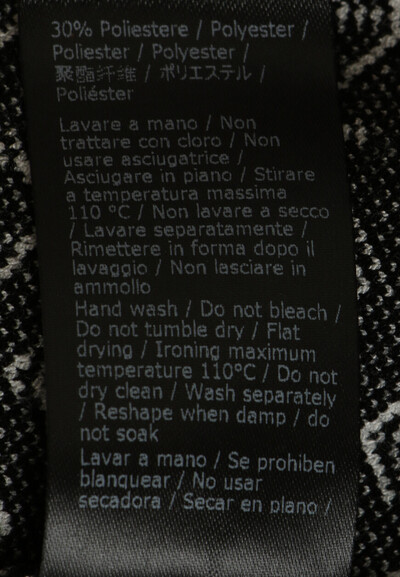 30% Poliestere / Polyester /
Poliester / Polyester /
聚酯纤维 / ポリエステル /
Poliéster
Lavare a mano / Non
trattare con cloro / Non
usare asciugatrice /
Asciugare in piano / Stirare
a temperatura massima
110 °C / Non lavare a secco
/ Lavare separatamente /
Rimettere in forma dopo il
lavaggio / Non lasciare in
ammollo
Hand wash / Do not bleach /
Do not tumble dry / Flat
drying / Ironing maximum
temperature 110°C / Do not
dry clean / Wash separately
/ Reshape when damp / do
not soak
Lavar a mano / Se prohiben
blanquear / No usar
secadora / Secar en plano /